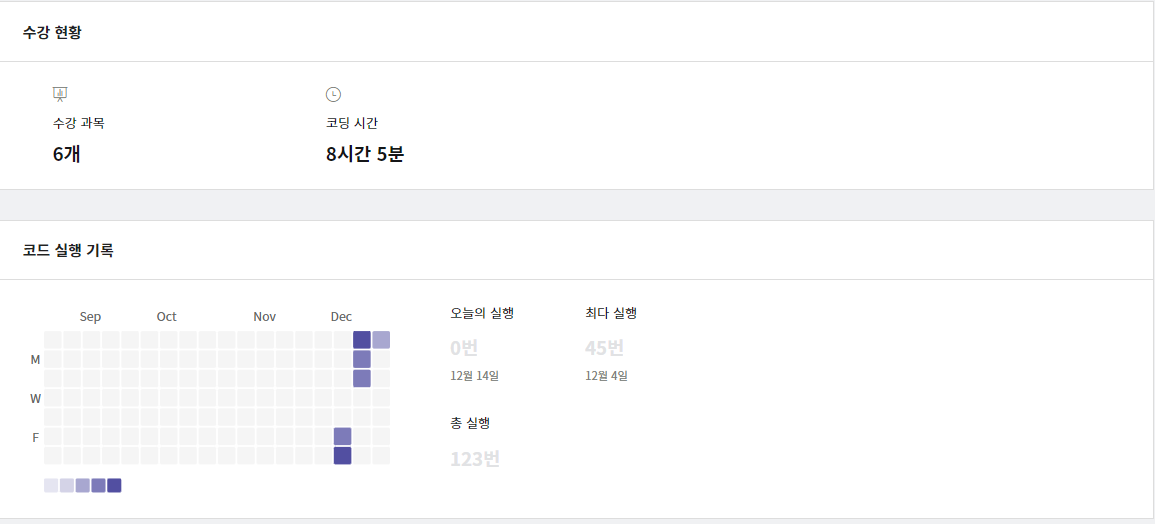 수강 현황
수강 과목
6개
코딩 시간
8시간 5분
코드 실행 기록
Sep Oct Nov Dec
M
W
F
오늘의 실행
0번
12월 14일
최다 실행
45번
12월 4일
총 실행
123번